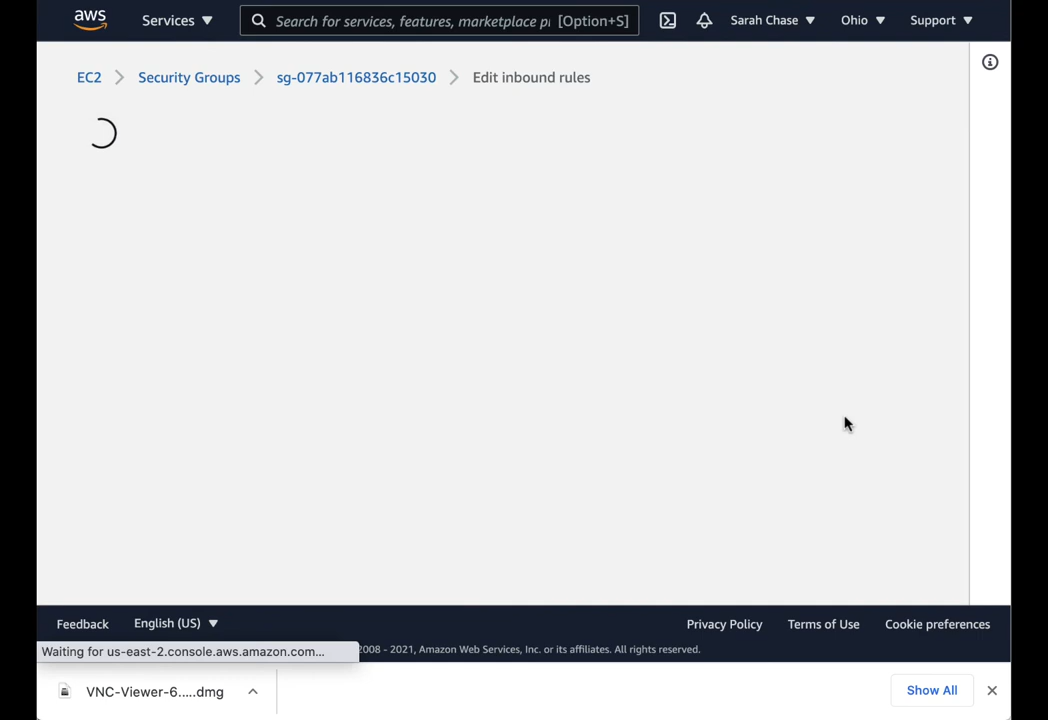 aws Services Search for services, features, marketplace p [Option+S] Sarah Chase Ohio Support
EC2 Security Groups sg-077ab116836c15030 Edit inbound rules
Feedback English (US) Privacy Policy Terms of Use Cookie preferences
Waiting for us-east-2.console.aws.amazon.com... 2008 - 2021, Amazon Web Services, Inc. or its affiliates. All rights reserved.
VNC-Viewer-6.....dmg Show All